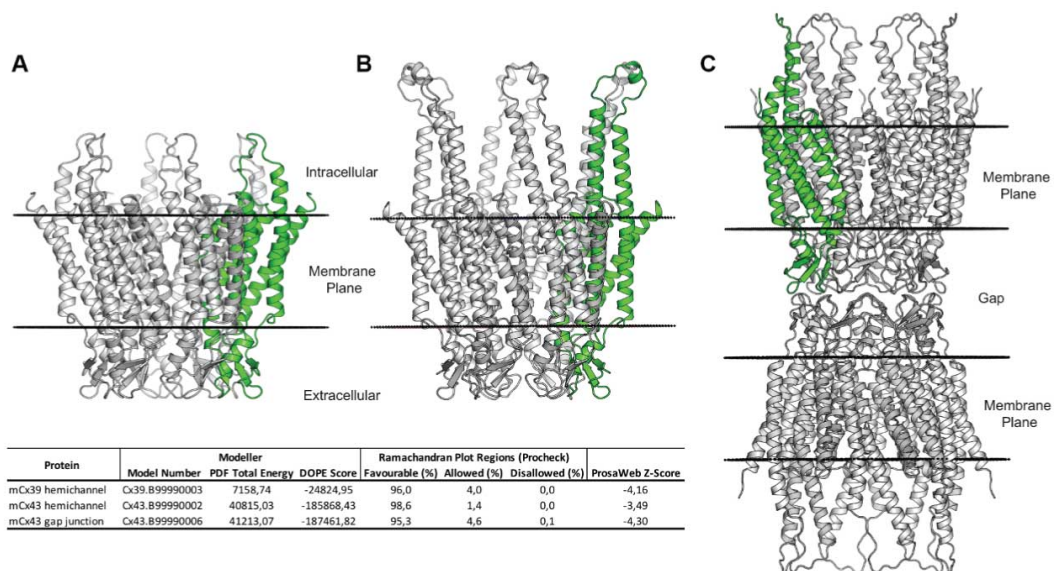 A
B
C
Intracellular
Membrane
Plane
Extracellular
Membrane
Plane
Gap
Membrane
Plane
Protein Modeller Ramachandran Plot Regions (Procheck) ProsaWeb Z-Score
Model Number PDF Total Energy DOPE Score Favourable (%) Allowed (%) Disallowed (%)
mCx39 hemichannel Cx39.B99990003 7158,74 -24824,95 96,0 4,0 0,0 -4,16
mCx43 hemichannel Cx43.B99990002 40815,03 -185868,43 98,6 1,4 0,0 -3,49
mCx43 gap junction Cx43.B99990006 41213,07 -187461,82 95,3 4,6 0,1 -4,30